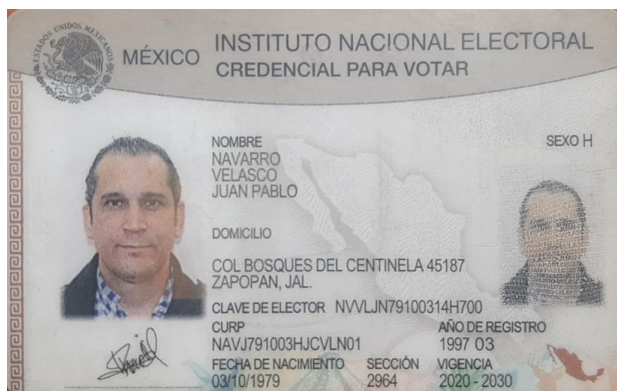 ESTADOS UNIDOS MEXICANOS
MÉXICO INSTITUTO NACIONAL ELECTORAL
CREDENCIAL PARA VOTAR
NOMBRE SEXO H
NAVARRO
VELASCO
JUAN PABLO
DOMICILIO
COL BOSQUES DEL CENTINELA 45187
ZAPOPAN, JAL.
CLAVE DE ELECTOR NVVLJN79100314H700
CURP AÑO DE REGISTRO
NAVJ791003HJCVLN01 1997 03
FECHA DE NACIMIENTO SECCIÓN VIGENCIA
03/10/1979 2964 2020 - 2030